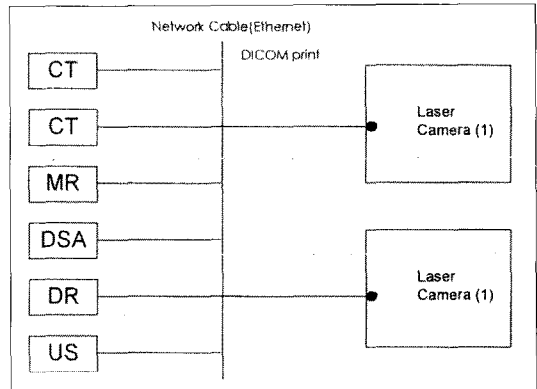 Network Cable(Ethernet)
DICOM print
CT
CT
MR
DSA
DR
US
Laser
Camera (1)
Laser
Camera (1)